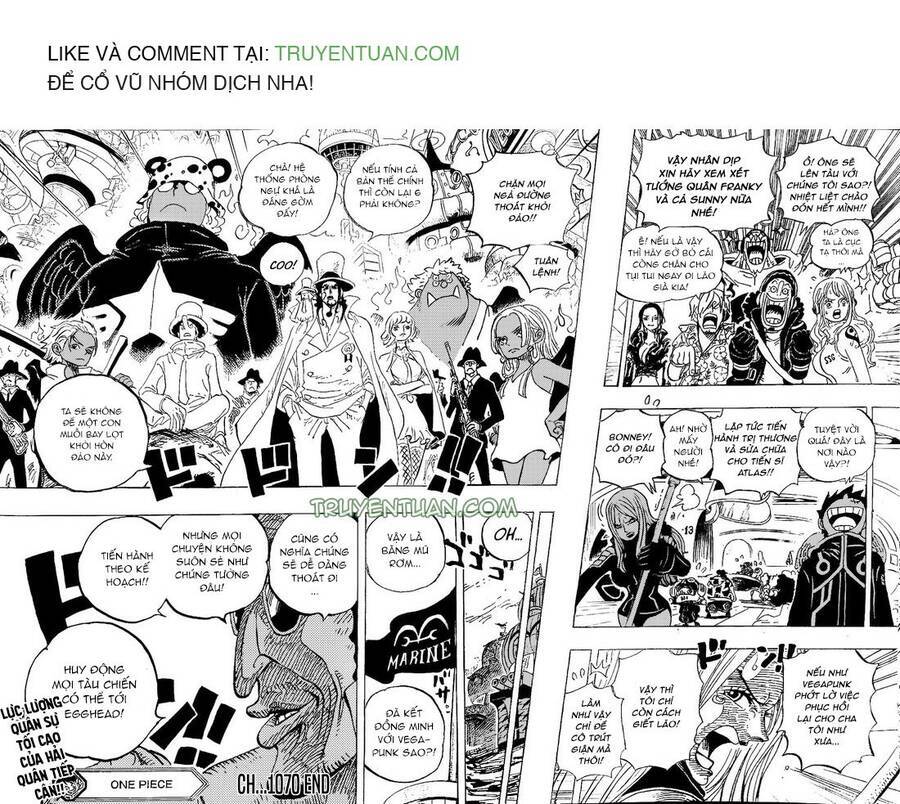 LIKE VÀ COMMENT TẠI: TRUYENTUAN.COM
ĐỂ CỔ VŨ NHÓM DỊCH NHA!
Ồ! ÔNG SẼ
LÊN TÀU VỚI
CHÚNG TÔI SAO?!
NHIỆT LIỆT CHÀO
ĐÓN HẾT MÌNH!!
VẬY NHÂN DỊP
XIN HÃY XEM XÉT
TƯỚNG QUÂN FRANKY
VÀ CẢ SUNNY NỮA
NHÉ!
HẢ? ÔNG
TA LÀ CỤC
TẠ THÔI MÀ
...
Ê! NẾU LÀ VẬY
THÌ HÃY GỠ BỎ CÁI
CÒNG CHÂN CHO
TỤI TUI NGAY ĐI LÃO
GIÀ KIA!
TUYỆT VỜI
QUÁ! ĐÂY LÀ
NƠI NÀO
VẬY?!
LẬP TỨC TIẾN
HÀNH TRỊ THƯƠNG
VÀ SỬA CHỮA
CHO TIẾN SĨ
ATLAS!!
AH! NHỜ
MẤY
NGƯỜI
NHÉ!
BONNEY!
CÔ ĐI ĐÂU
ĐÓ?!
13
NẾU NHƯ
VEGAPUNK
PHỚT LỜ VIỆC
PHỤC HỒI
LẠI CHO CHA
TÔI NHƯ
XƯA...
VẬY THÌ
TÔI CHỈ
CÒN CÁCH
GIẾT LÃO!
LÀM
NHƯ VẬY
CHỈ ĐỂ
CÔ TRÚT
GIẬN MÀ
THÔI!
CHẶN MỌI
NGẢ ĐƯỜNG
THOÁT KHỎI
ĐẢO!!
TUÂN
LỆNH!
NẾU TÍNH CẢ
BẢN THỂ CHÍNH
THÌ CÒN LẠI 6
PHẢI KHÔNG?
CHÀ! HỆ
THỐNG PHÒNG
NGỰ KHÁ LÀ
ĐÁNG GỜM
ĐẤY!
COO!
TA SẼ KHÔNG
ĐỂ MỘT CON
MUỖI BAY LỌT
KHỎI HÒN
ĐẢO NÀY.
ドドド!!
TRUYENTUAN.COM
OH...
VẬY LÀ
BĂNG MŨ
RƠM...
MARINE
ĐÃ KẾT
ĐỒNG MINH
VỚI VEGA-
PUNK SAO?!
CŨNG CÓ
NGHĨA CHÚNG
SẼ DỄ DÀNG
THOÁT ĐI
...
NHƯNG MỌI
CHUYỆN KHÔNG
SUÔN SẺ NHƯ
CHÚNG TƯỞNG
ĐÂU!
TIẾN HÀNH
THEO KẾ
HOẠCH!!
HUY ĐỘNG
MỌI TÀU CHIẾN
CÓ THỂ TỚI
EGGHEAD!
LỰC LƯỢNG
QUÂN SỰ
TỐI CAO
CỦA HẢI
QUÂN TIẾP
CẬN!!
ONE PIECE
CH...1070 END